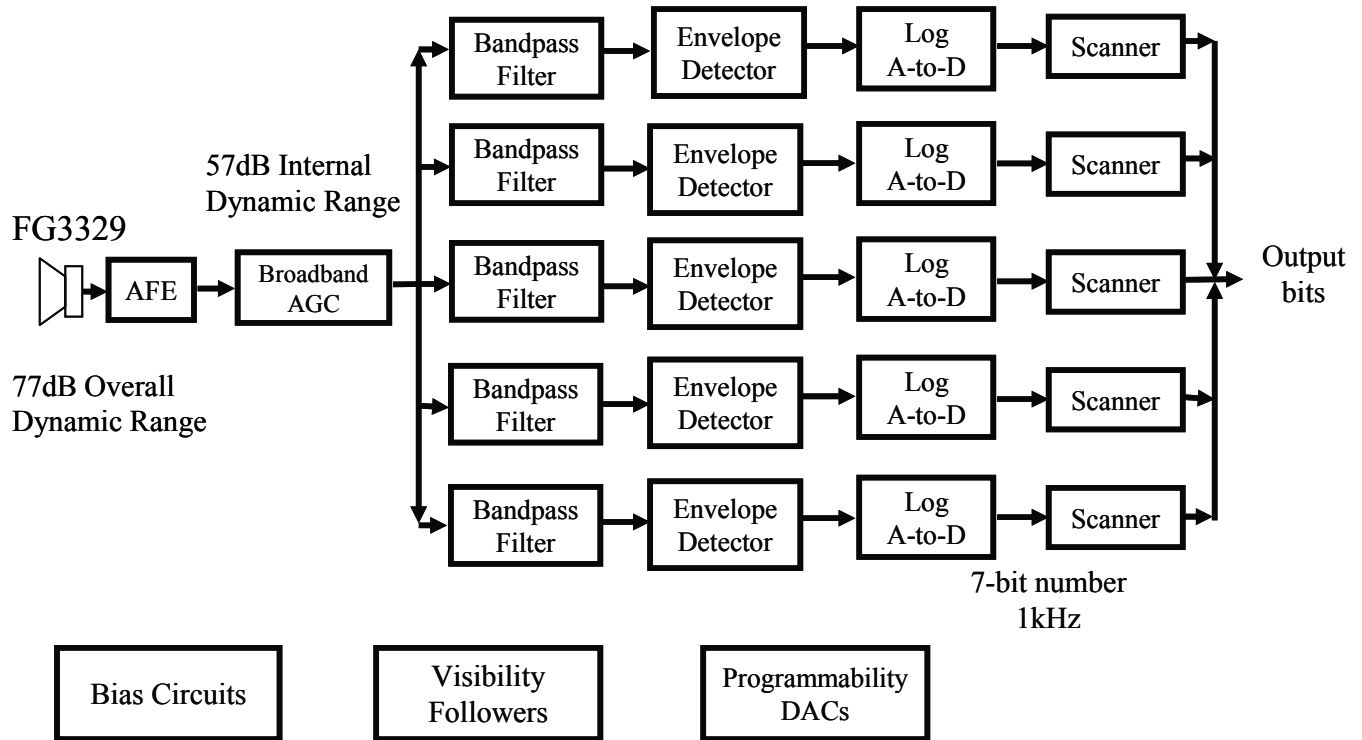 Bandpass
Filter
Envelope
Detector
Log
A-to-D
Scanner
57dB Internal
Dynamic Range
Bandpass
Filter
Envelope
Detector
Log
A-to-D
Scanner
FG3329
AFE
Broadband
AGC
Bandpass
Filter
Envelope
Detector
Log
A-to-D
Scanner
Output
bits
77dB Overall
Dynamic Range
Bandpass
Filter
Envelope
Detector
Log
A-to-D
Scanner
Bandpass
Filter
Envelope
Detector
Log
A-to-D
Scanner
7-bit number
1kHz
Bias Circuits
Visibility
Followers
Programmability
DACs